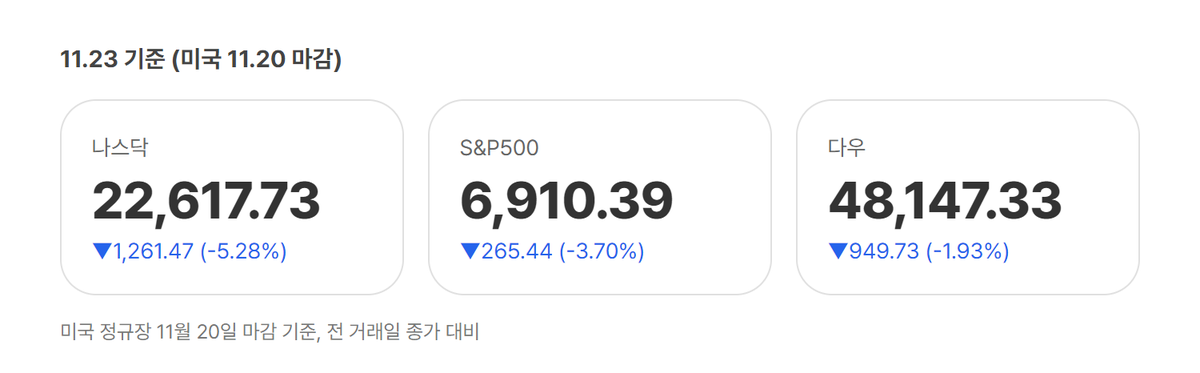 11.23 기준 (미국 11.20 마감)
나스닥
22,617.73
▼1,261.47 (-5.28%)
S&P500
6,910.39
▼265.44 (-3.70%)
다우
48,147.33
▼949.73 (-1.93%)
미국 정규장 11월 20일 마감 기준, 전 거래일 종가 대비